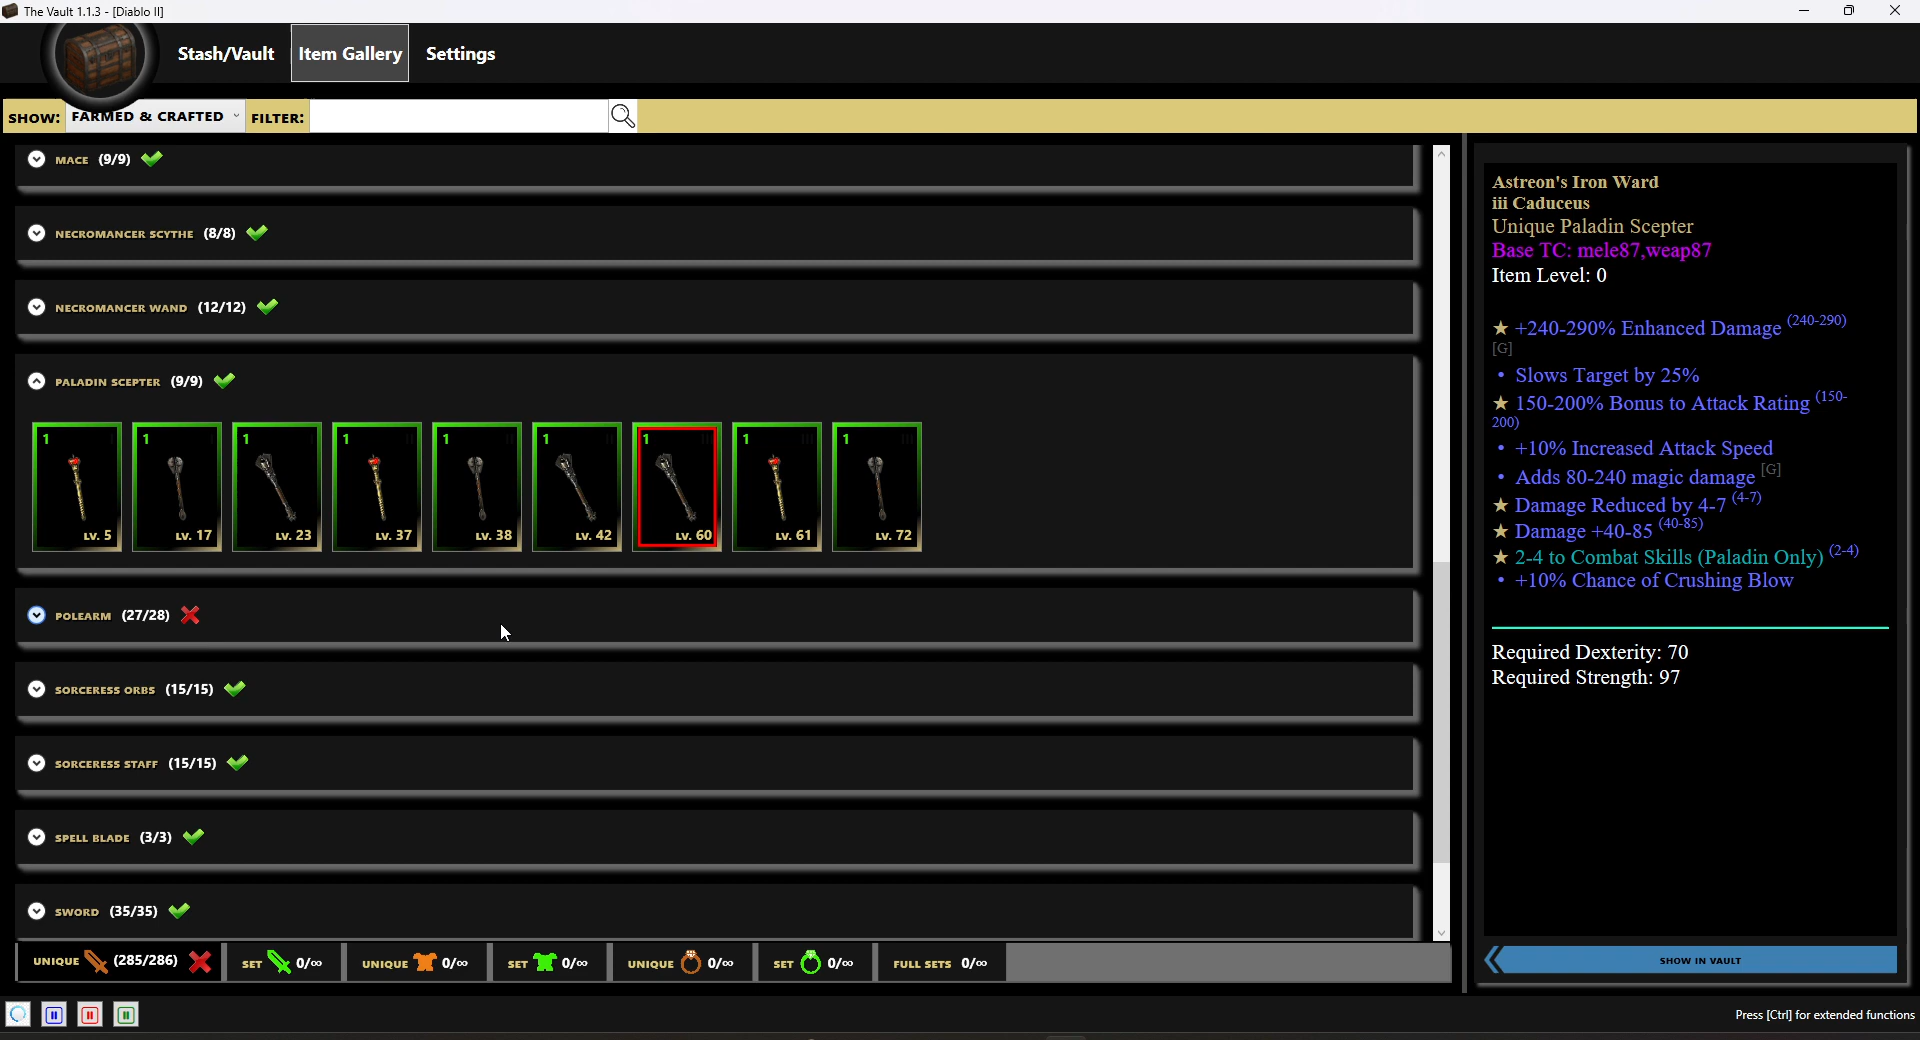 The Vault 1.1.3 - [Diablo II]
Stash/Vault Item Gallery Settings
SHOW: FARMED & CRAFTED FILTER:
MACE (9/9)
NECROMANCER SCYTHE (8/8)
NECROMANCER WAND (12/12)
PALADIN SCEPTER (9/9)
1 I 1 I 1 I 1 II 1 II 1 II 1 III 1 III 1 III
LV. 5 LV. 17 LV. 23 LV. 37 LV. 38 LV. 42 LV. 60 LV. 61 LV. 72
POLEARM (27/28)
SORCERESS ORBS (15/15)
SORCERESS STAFF (15/15)
SPELL BLADE (3/3)
SWORD (35/35)
UNIQUE (285/286) SET 0/∞ UNIQUE 0/∞ SET 0/∞ UNIQUE 0/∞ SET 0/∞ FULL SETS 0/∞
Astreon's Iron Ward
iii Caduceus
Unique Paladin Scepter
Base TC: mele87,weap87
Item Level: 0
★ +240-290% Enhanced Damage (240-290)
[G]
• Slows Target by 25%
★ 150-200% Bonus to Attack Rating (150-
200)
• +10% Increased Attack Speed
• Adds 80-240 magic damage [G]
★ Damage Reduced by 4-7 (4-7)
★ Damage +40-85 (40-85)
★ 2-4 to Combat Skills (Paladin Only) (2-4)
• +10% Chance of Crushing Blow
Required Dexterity: 70
Required Strength: 97
SHOW IN VAULT
Press [Ctrl] for extended functions